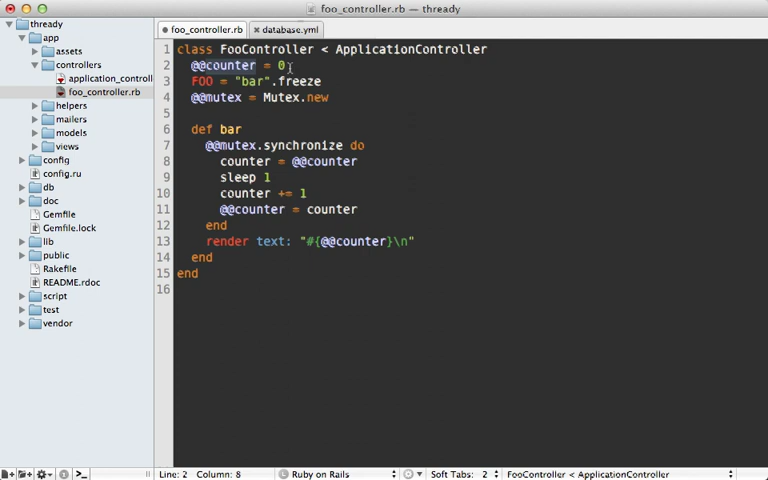 foo_controller.rb — thready
thready
app
assets
controllers
application_controll
foo_controller.rb
helpers
mailers
models
views
config
config.ru
db
doc
Gemfile
Gemfile.lock
lib
public
Rakefile
README.rdoc
script
test
vendor
foo_controller.rb
database.yml
1 class FooController < ApplicationController
2 @@counter = 0
3 FOO = "bar".freeze
4 @@mutex = Mutex.new
5
6 def bar
7 @@mutex.synchronize do
8 counter = @@counter
9 sleep 1
10 counter += 1
11 @@counter = counter
12 end
13 render text: "#{@@counter}\n"
14 end
15 end
16
Line: 2 Column: 8 Ruby on Rails Soft Tabs: 2 FooController < ApplicationController